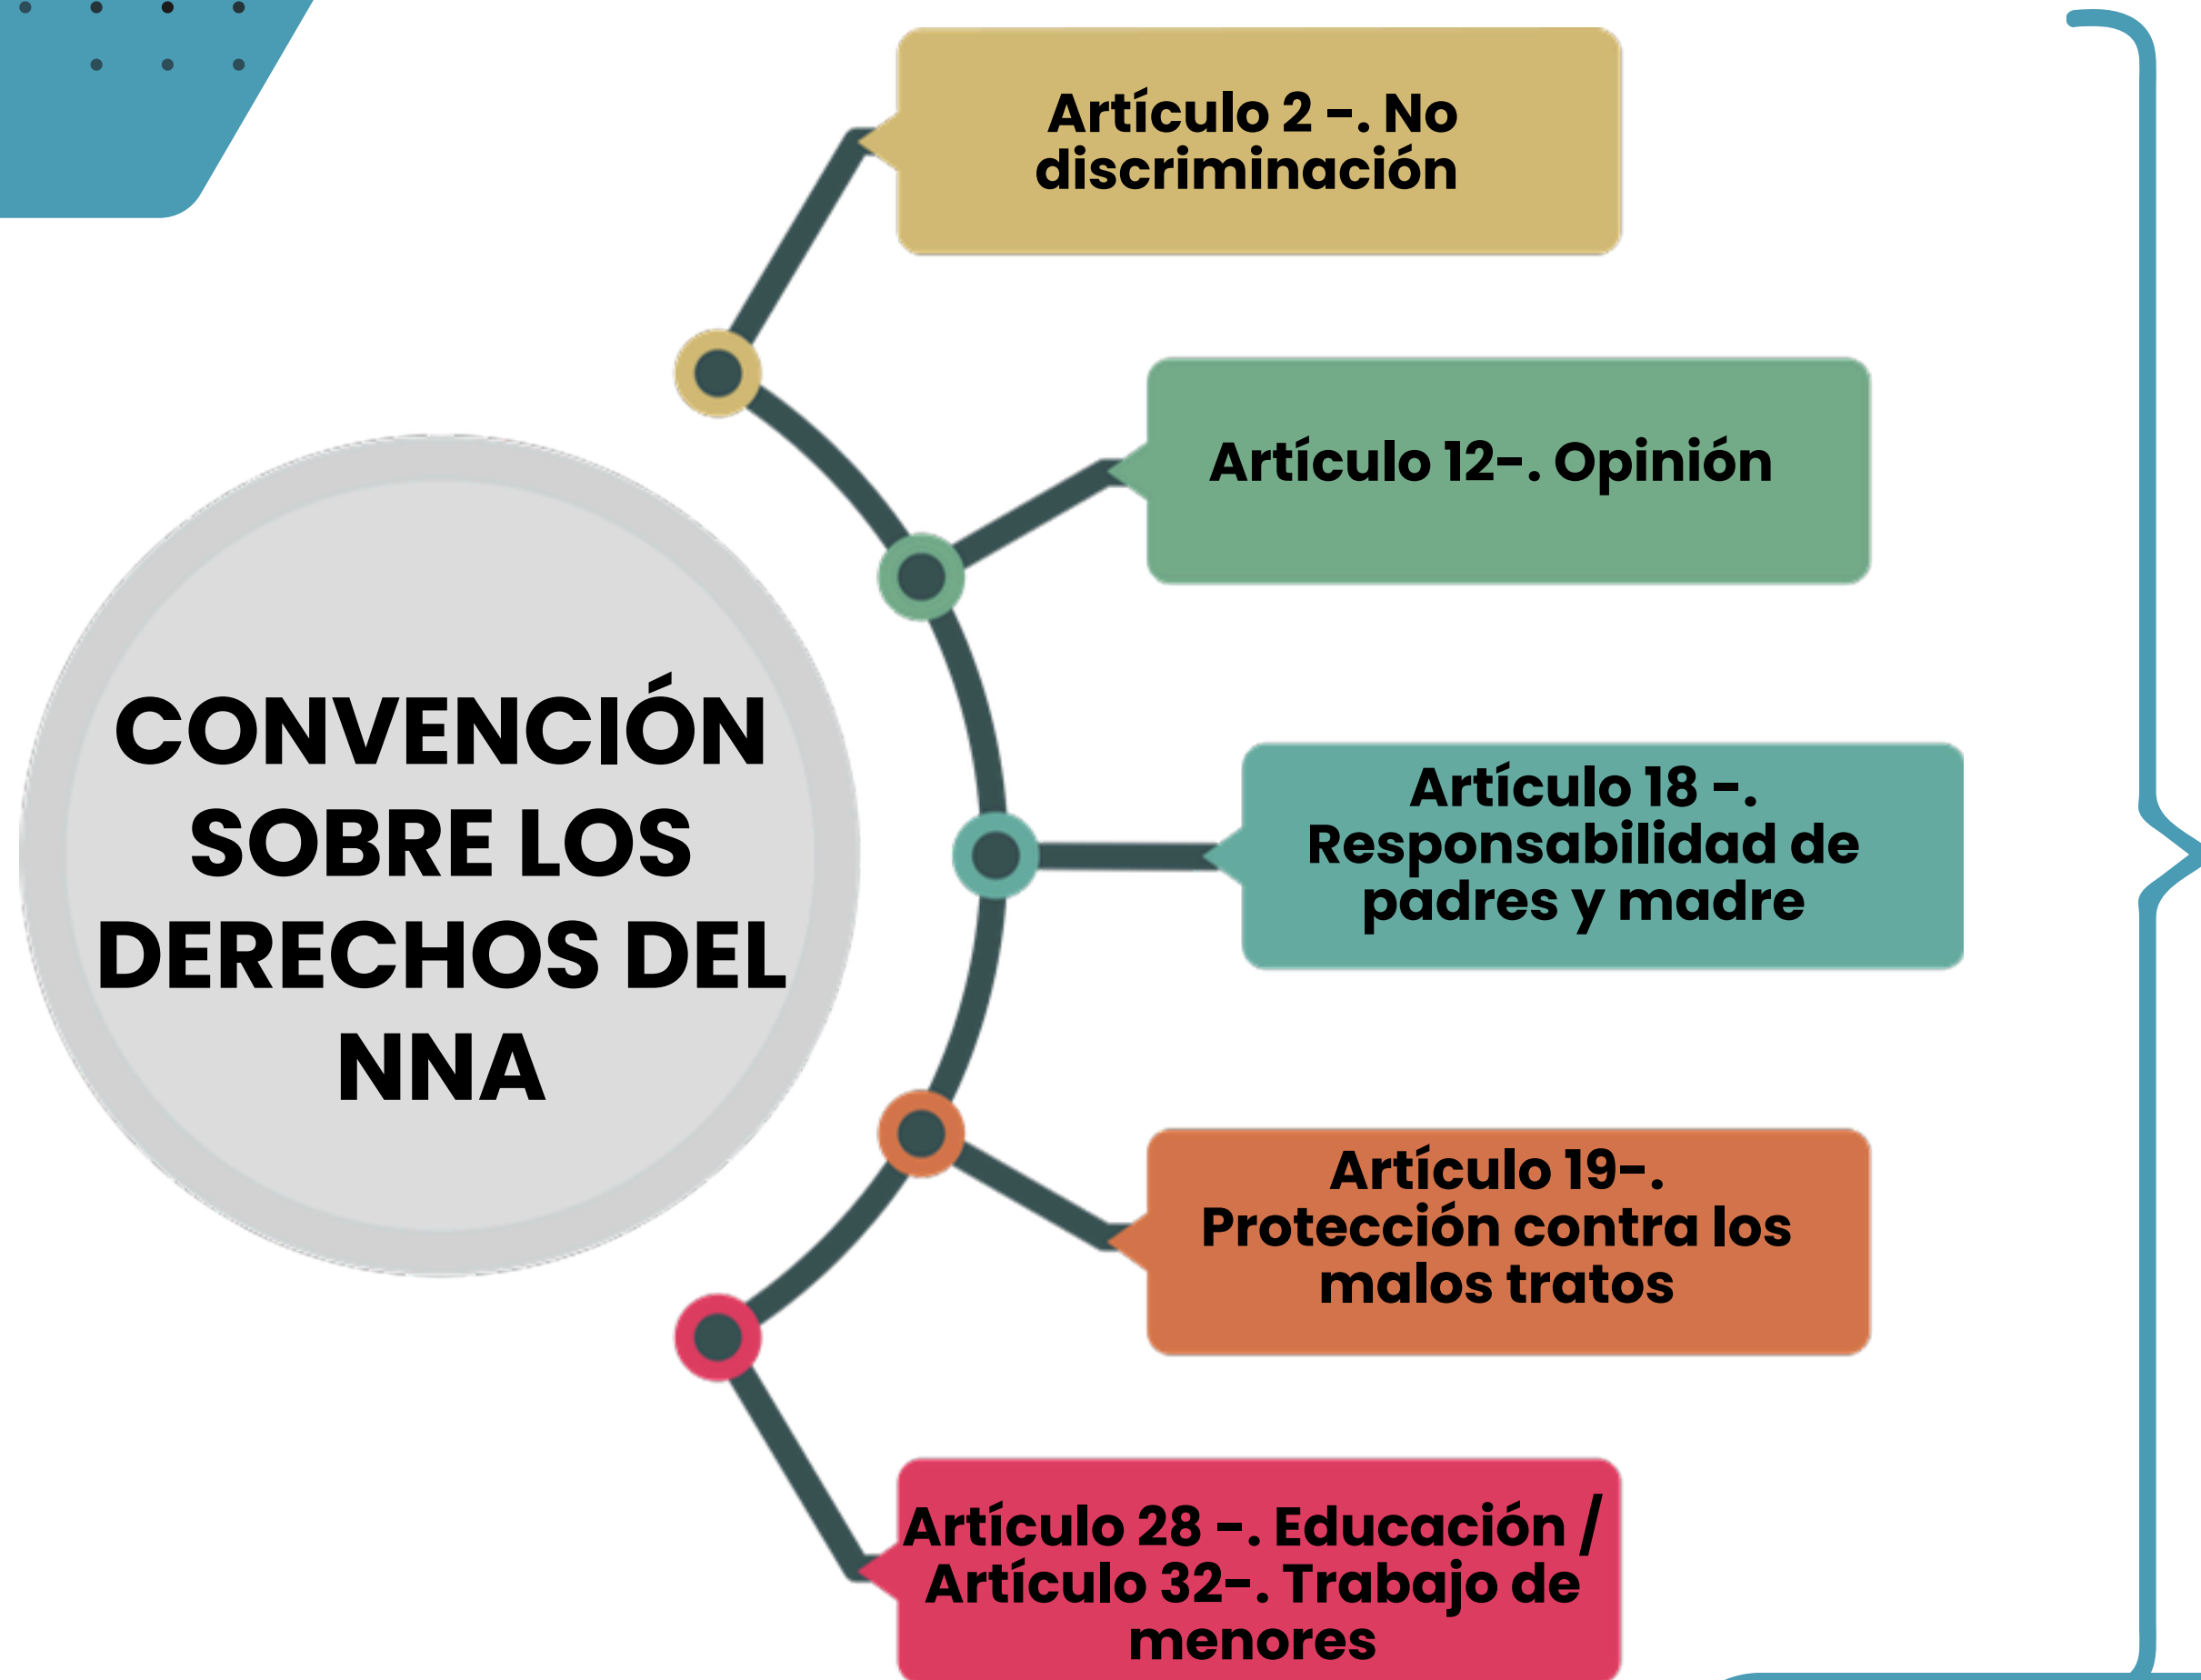 Artículo 2 -. No
discriminación
Artículo 12-. Opinión
CONVENCIÓN
SOBRE LOS
DERECHOS DEL
NNA
Artículo 18 -.
Responsabilidad de
padres y madre
Artículo 19-.
Protección contra los
malos tratos
Artículo 28 -. Educación /
Artículo 32-. Trabajo de
menores